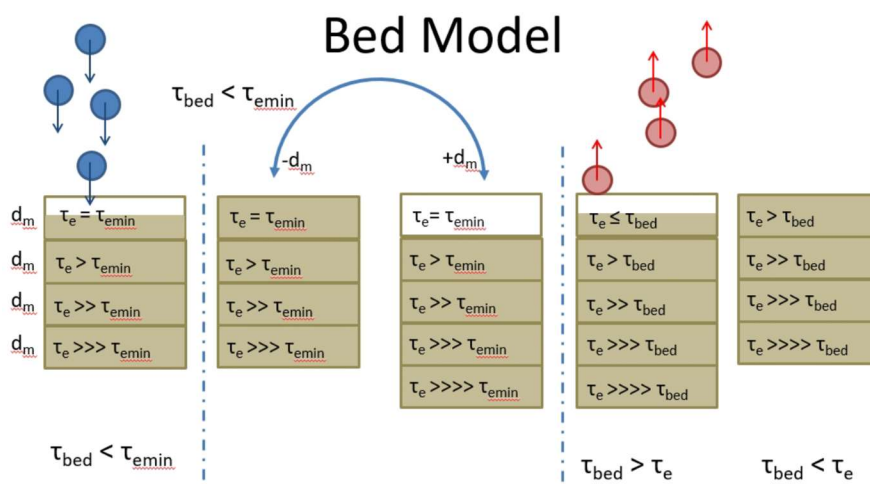 Bed Model
τbed < τemin
-dm
+dm
dm
τe = τemin
dm
τe > τemin
dm
τe >> τemin
dm
τe >>> τemin
τbed < τemin
τe = τemin
τe > τemin
τe >> τemin
τe >>> τemin
τe= τemin
τe > τemin
τe >> τemin
τe >>> τemin
τe >>>> τemin
τe ≤ τbed
τe > τbed
τe >> τbed
τe >>> τbed
τe >>>> τbed
τbed > τe
τe > τbed
τe >> τbed
τe >>> τbed
τe >>>> τbed
τbed < τe